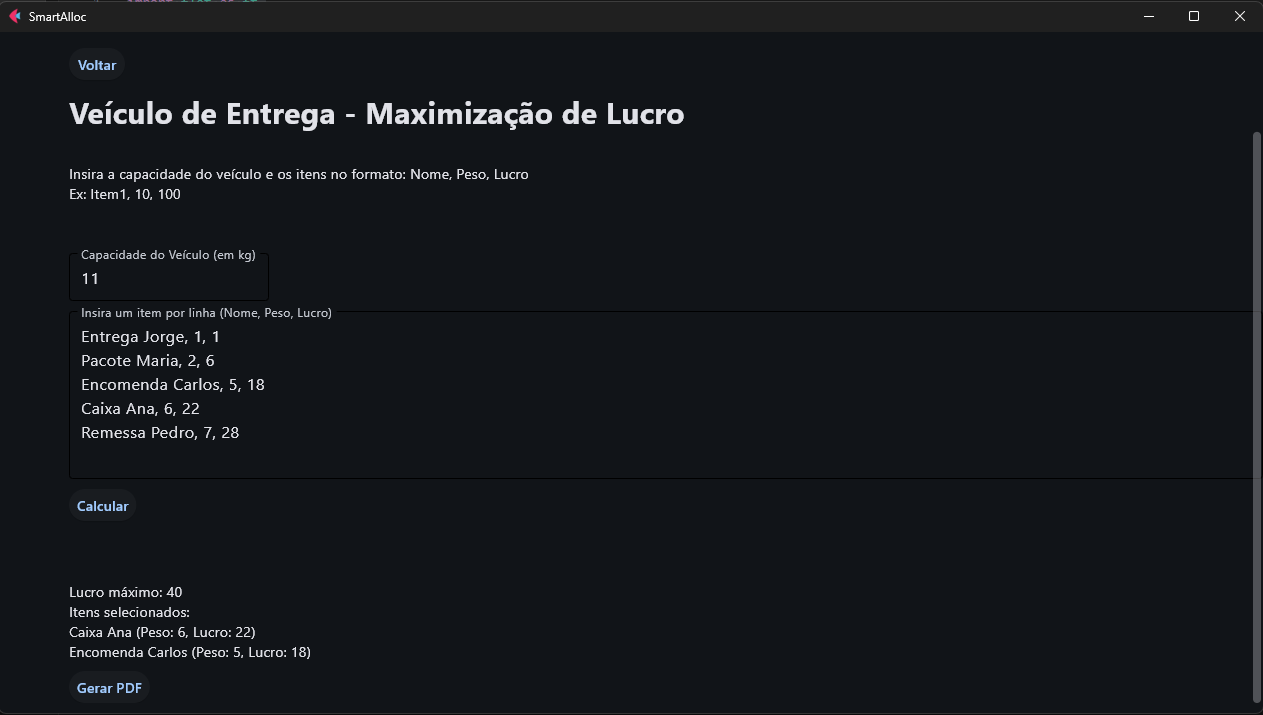 SmartAlloc
Voltar
Veículo de Entrega - Maximização de Lucro
Insira a capacidade do veículo e os itens no formato: Nome, Peso, Lucro
Ex: Item1, 10, 100
Capacidade do Veículo (em kg)
11
Insira um item por linha (Nome, Peso, Lucro)
Entrega Jorge, 1, 1
Pacote Maria, 2, 6
Encomenda Carlos, 5, 18
Caixa Ana, 6, 22
Remessa Pedro, 7, 28
Calcular
Lucro máximo: 40
Itens selecionados:
Caixa Ana (Peso: 6, Lucro: 22)
Encomenda Carlos (Peso: 5, Lucro: 18)
Gerar PDF